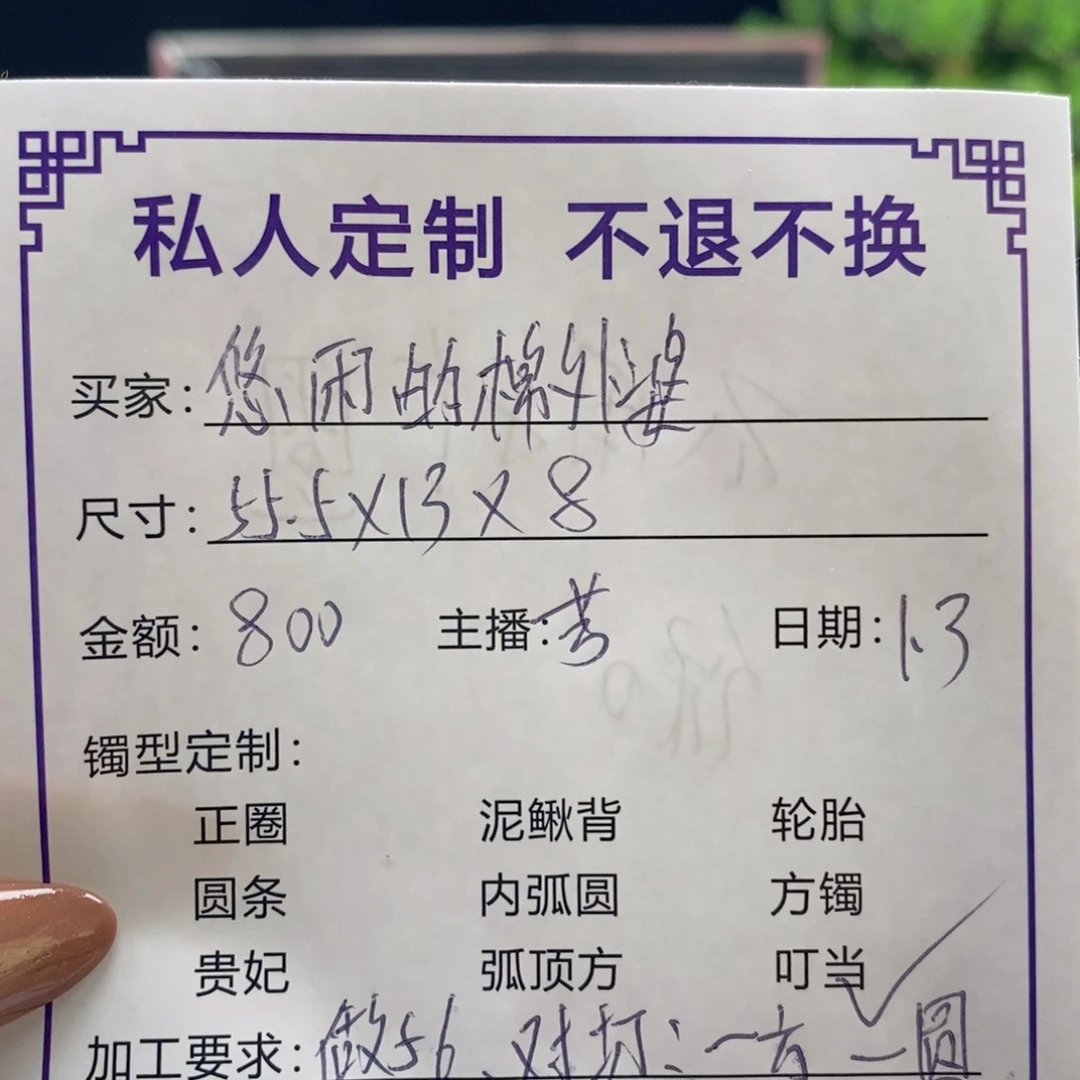 私人定制 不退不换
买家：悠雨的棉外婆
尺寸：55.5X13X8
金额：800 主播：芳 日期：1.3
镯型定制：
正圈 泥鳅背 轮胎
圆条 内弧圆 方镯
贵妃 弧顶方 叮当
加工要求：做56、对打：一方一圆